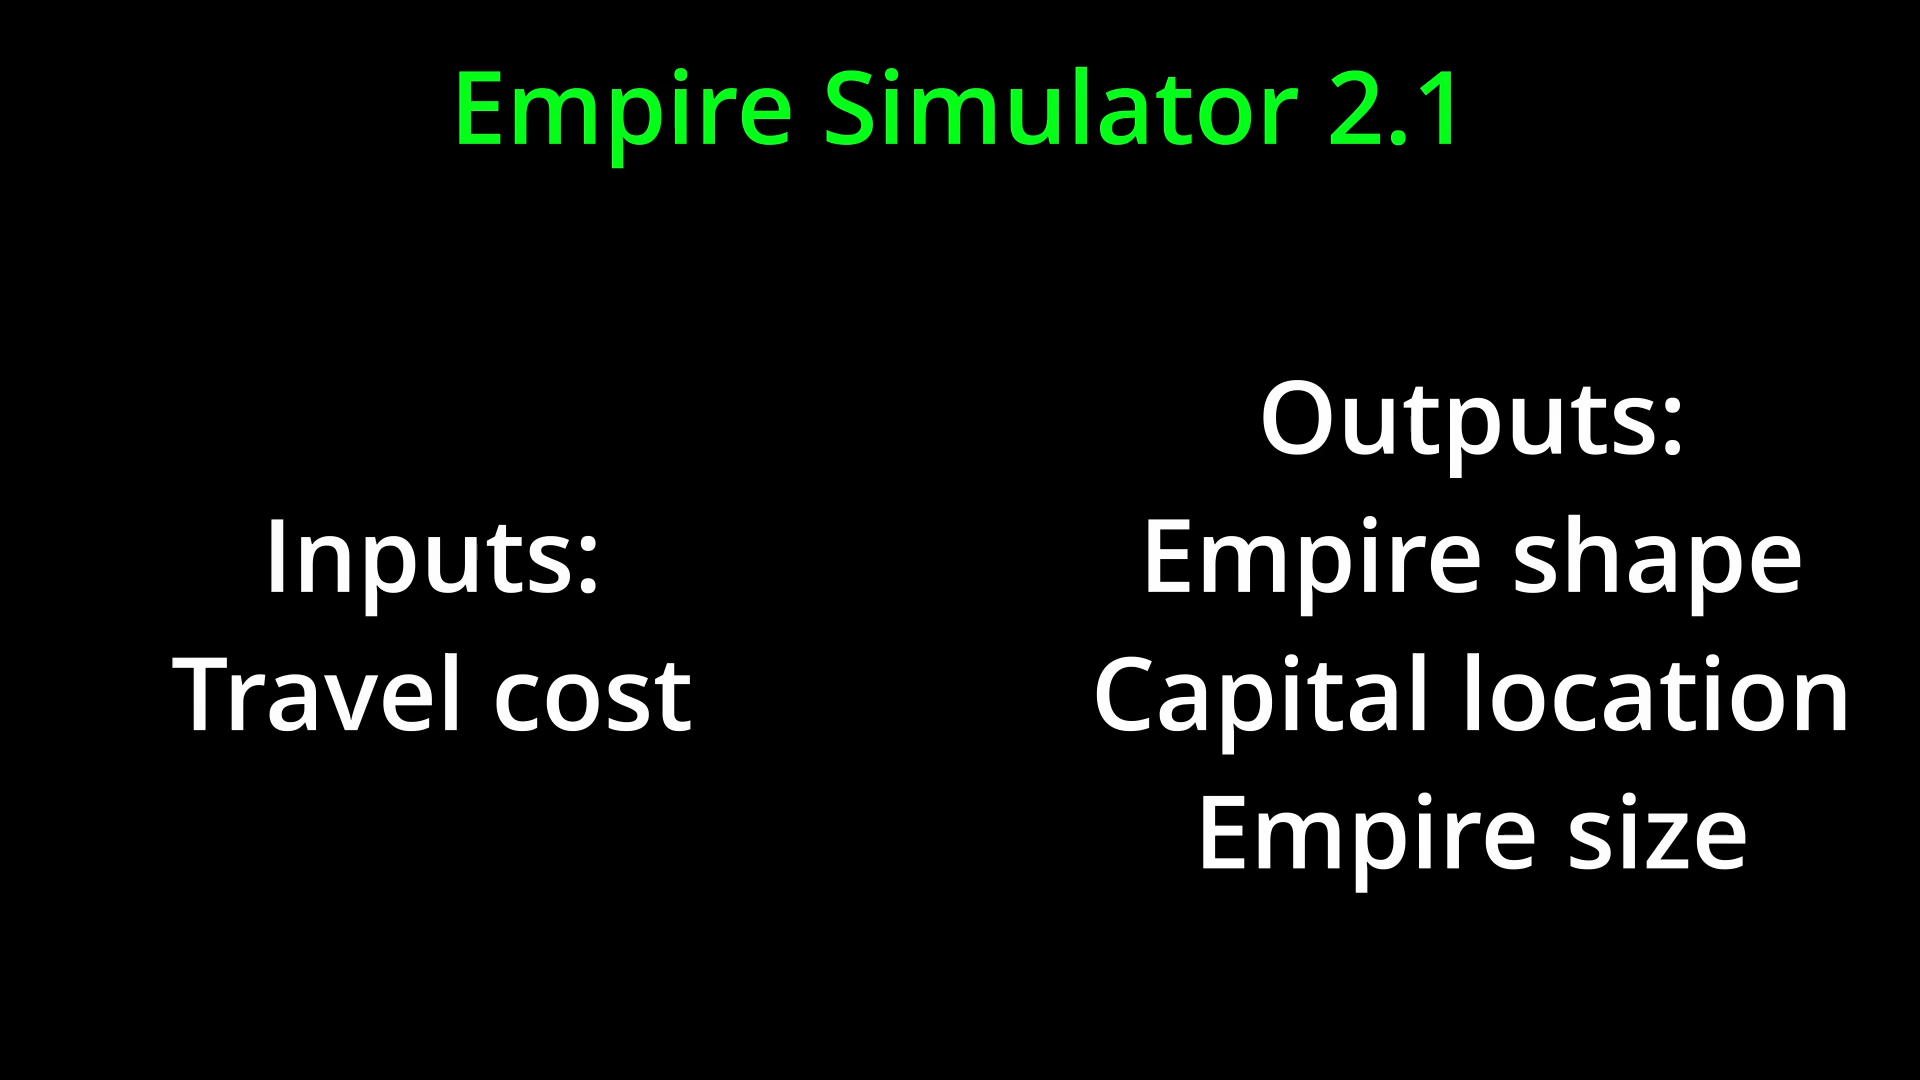 Empire Simulator 2.1
Inputs:
Travel cost
Outputs:
Empire shape
Capital location
Empire size